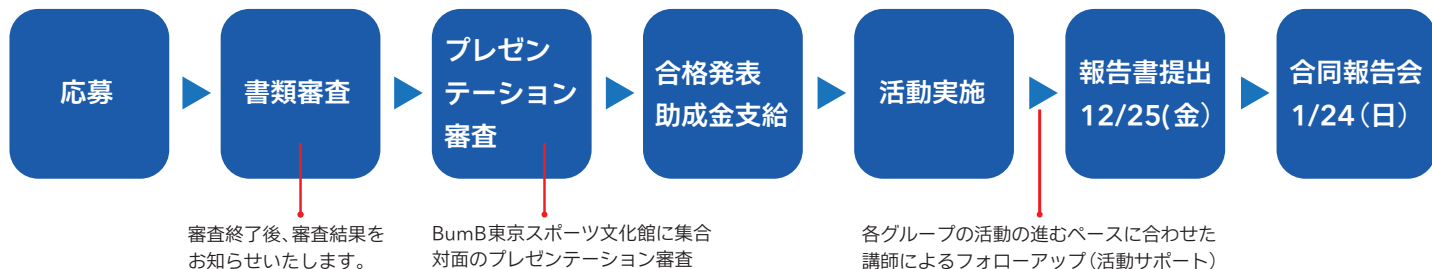 応募
書類審査
プレゼン
テーション
審査
合格発表
助成金支給
活動実施
報告書提出
12/25(金)
合同報告会
1/24(日)
審査終了後、審査結果を
お知らせいたします。
BumB東京スポーツ文化館に集合
対面のプレゼンテーション審査
各グループの活動の進むペースに合わせた
講師によるフォローアップ(活動サポート)